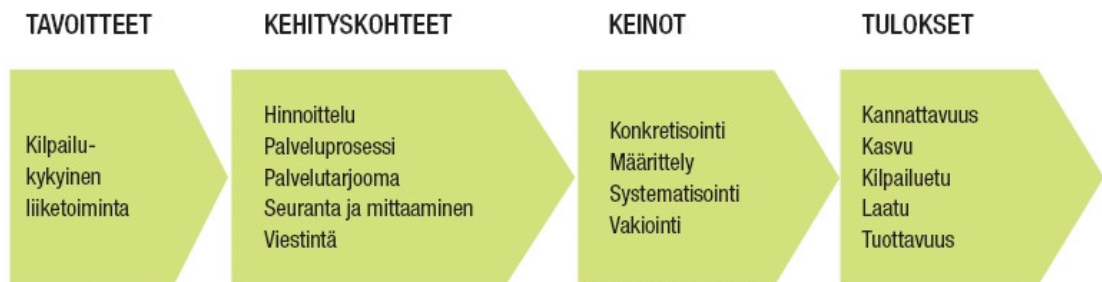 TAVOITTEET
Kilpailu-
kykyinen
liiketoiminta
KEHITYSKOHTEET
Hinnoittelu
Palveluprosessi
Palvelutarjooma
Seuranta ja mittaaminen
Viestintä
KEINOT
Konkretisointi
Määrittely
Systematisointi
Vakiointi
TULOKSET
Kannattavuus
Kasvu
Kilpailuetu
Laatu
Tuottavuus